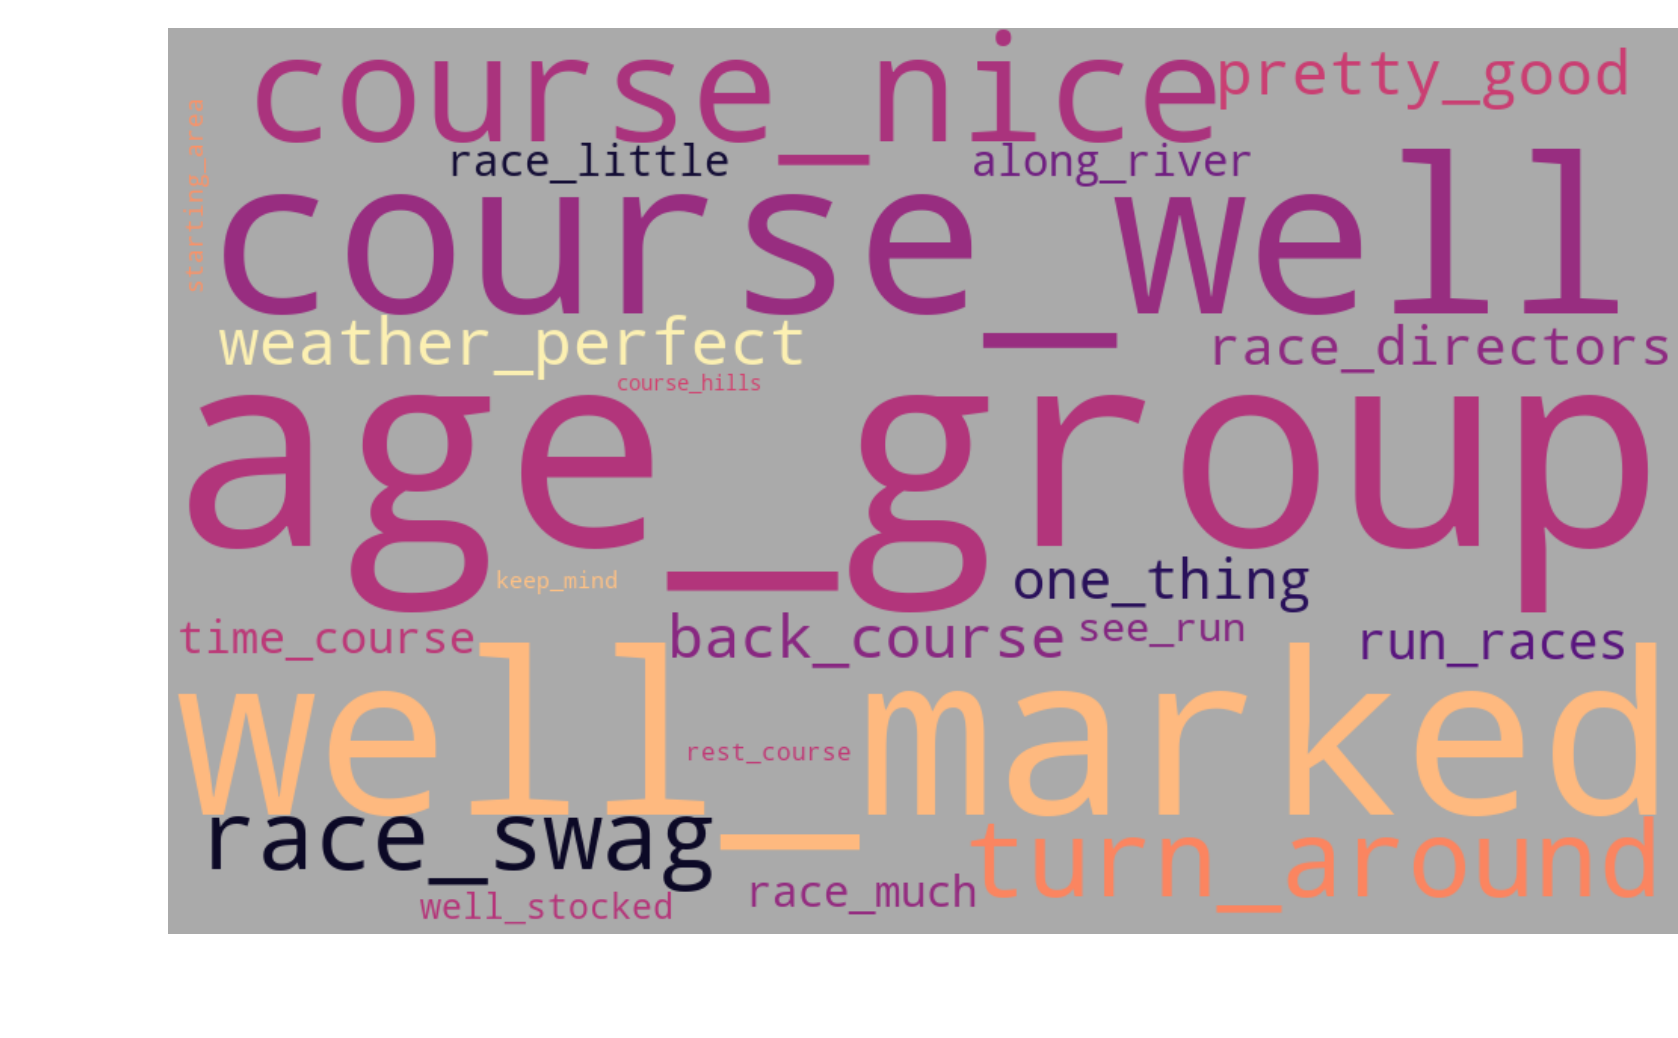 course_nice
pretty_good
starting_area
race_little
along_river
course_well
weather_perfect
race_directors
course_hills
age_group
keep_mind
one_thing
time_course
back_course
see_run
run_races
well_marked
rest_course
race_swag
turn_around
well_stocked
race_much